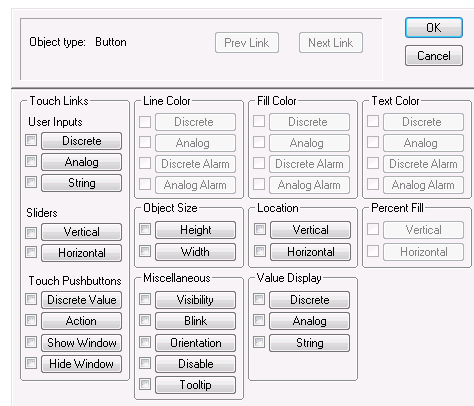 Object type: Button
Prev Link
Next Link
OK
Cancel
Touch Links
User Inputs
Discrete
Analog
String
Sliders
Vertical
Horizontal
Touch Pushbuttons
Discrete Value
Action
Show Window
Hide Window
Line Color
Discrete
Analog
Discrete Alarm
Analog Alarm
Object Size
Height
Width
Miscellaneous
Visibility
Blink
Orientation
Disable
Tooltip
Fill Color
Discrete
Analog
Discrete Alarm
Analog Alarm
Location
Vertical
Horizontal
Value Display
Discrete
Analog
String
Text Color
Discrete
Analog
Discrete Alarm
Analog Alarm
Percent Fill
Vertical
Horizontal